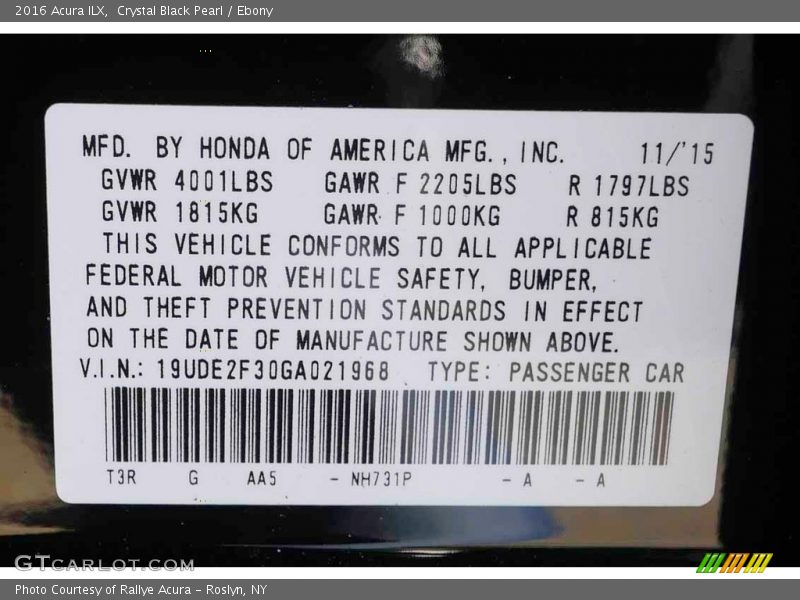 2016 Acura ILX, Crystal Black Pearl / Ebony
MFD. BY HONDA OF AMERICA MFG., INC. 11/'15
GVWR 4001LBS GAWR F 2205LBS R 1797LBS
GVWR 1815KG GAWR F 1000KG R 815KG
THIS VEHICLE CONFORMS TO ALL APPLICABLE
FEDERAL MOTOR VEHICLE SAFETY, BUMPER,
AND THEFT PREVENTION STANDARDS IN EFFECT
ON THE DATE OF MANUFACTURE SHOWN ABOVE.
V.I.N.: 19UDE2F30GA021968 TYPE: PASSENGER CAR
T3R G AA5 - NH731P - A - A
GTCARLOT.COM
Photo Courtesy of Rallye Acura - Roslyn, NY